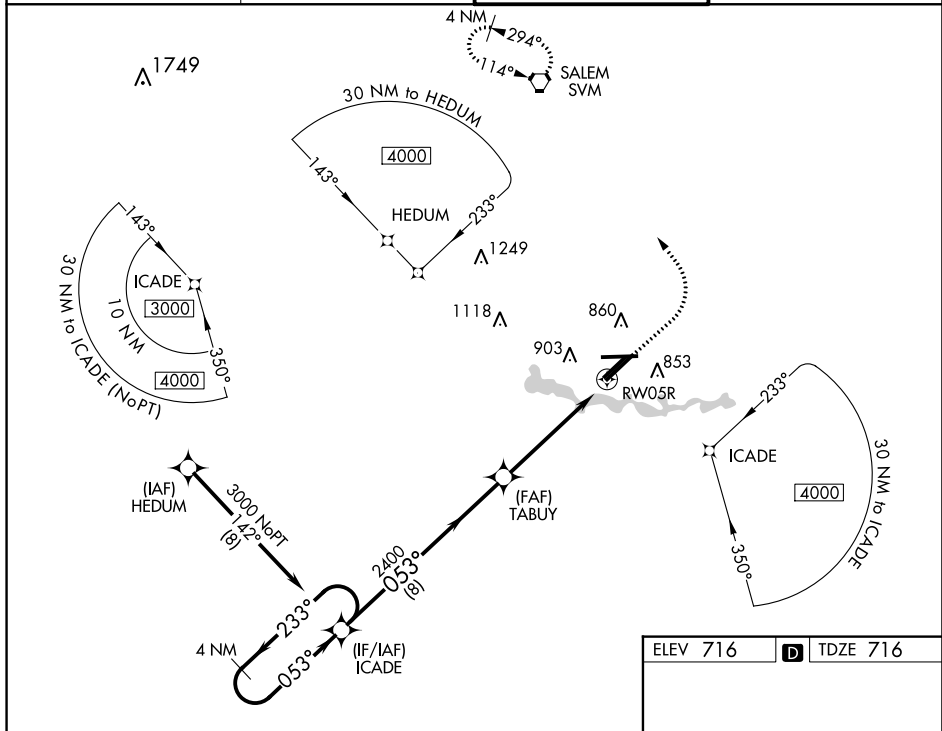 4 NM
294°
114°
SALEM
SVM
1749
30 NM to HEDUM
4000
143°
233°
HEDUM
1249
143°
ICADE
3000
10 NM
350°
4000
30 NM to ICADE (NoPT)
1118
860
903
853
RW05R
233°
ICADE
4000
350°
30 NM to ICADE
(IAF)
HEDUM
3000 NoPT
142°
(8)
(FAF)
TABUY
2400
053°
(8)
233°
4 NM
053°
(IF/IAF)
ICADE
ELEV 716 D TDZE 716